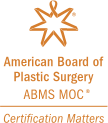 American Board of
Plastic Surgery
ABMS MOC®
Certification Matters